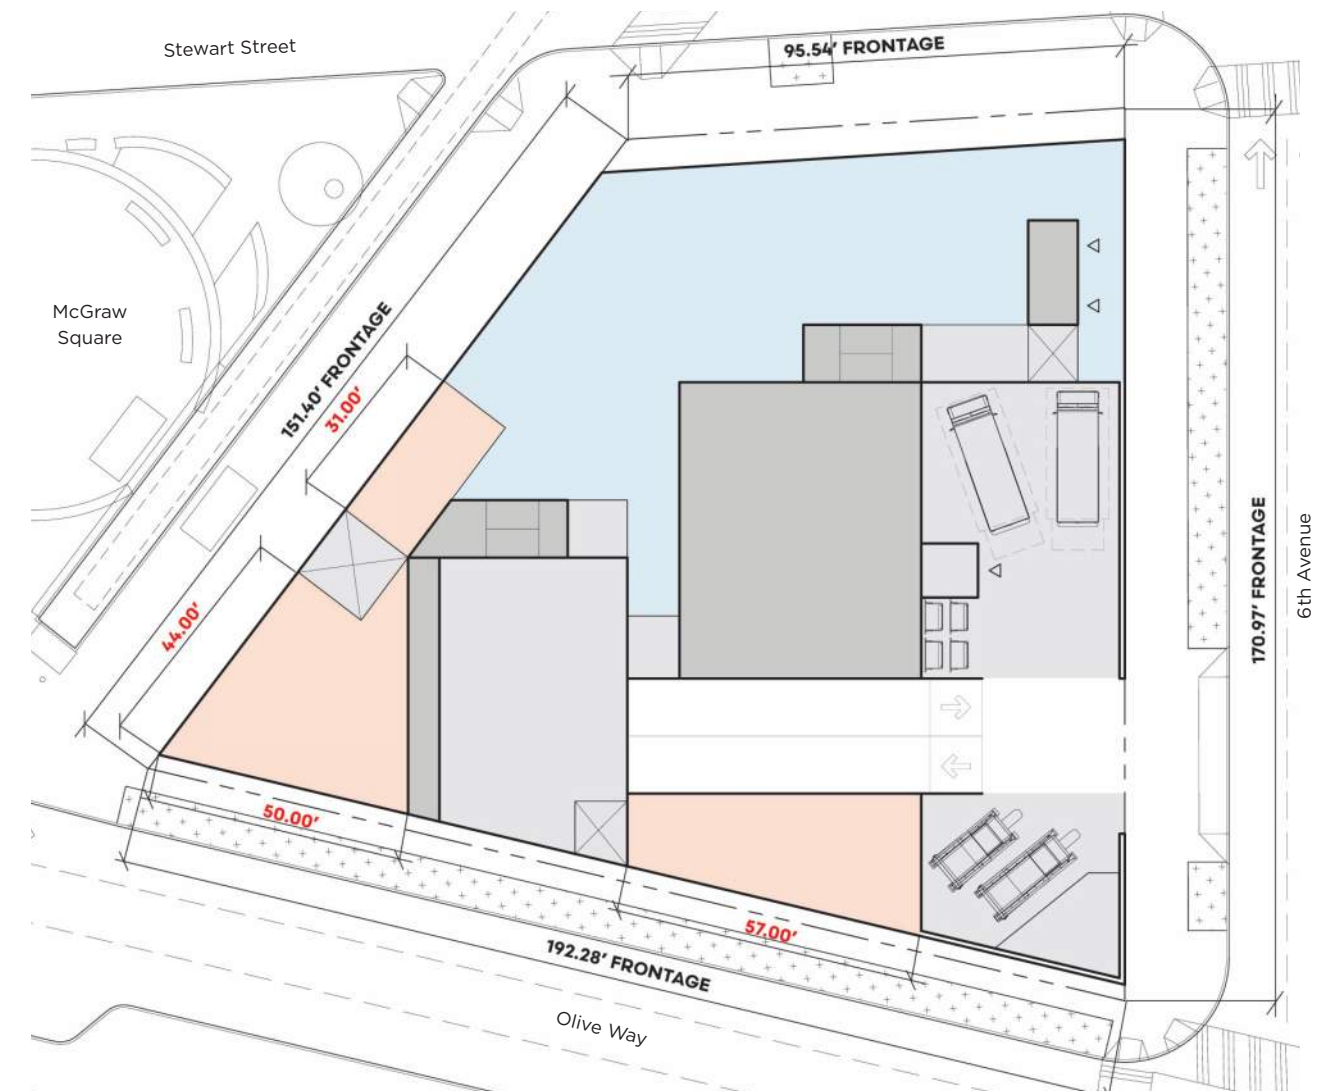 Stewart Street
95.54' FRONTAGE
McGraw
Square
151.40' FRONTAGE
31.00'
44.00'
170.97' FRONTAGE
6th Avenue
50.00'
57.00'
192.28' FRONTAGE
Olive Way